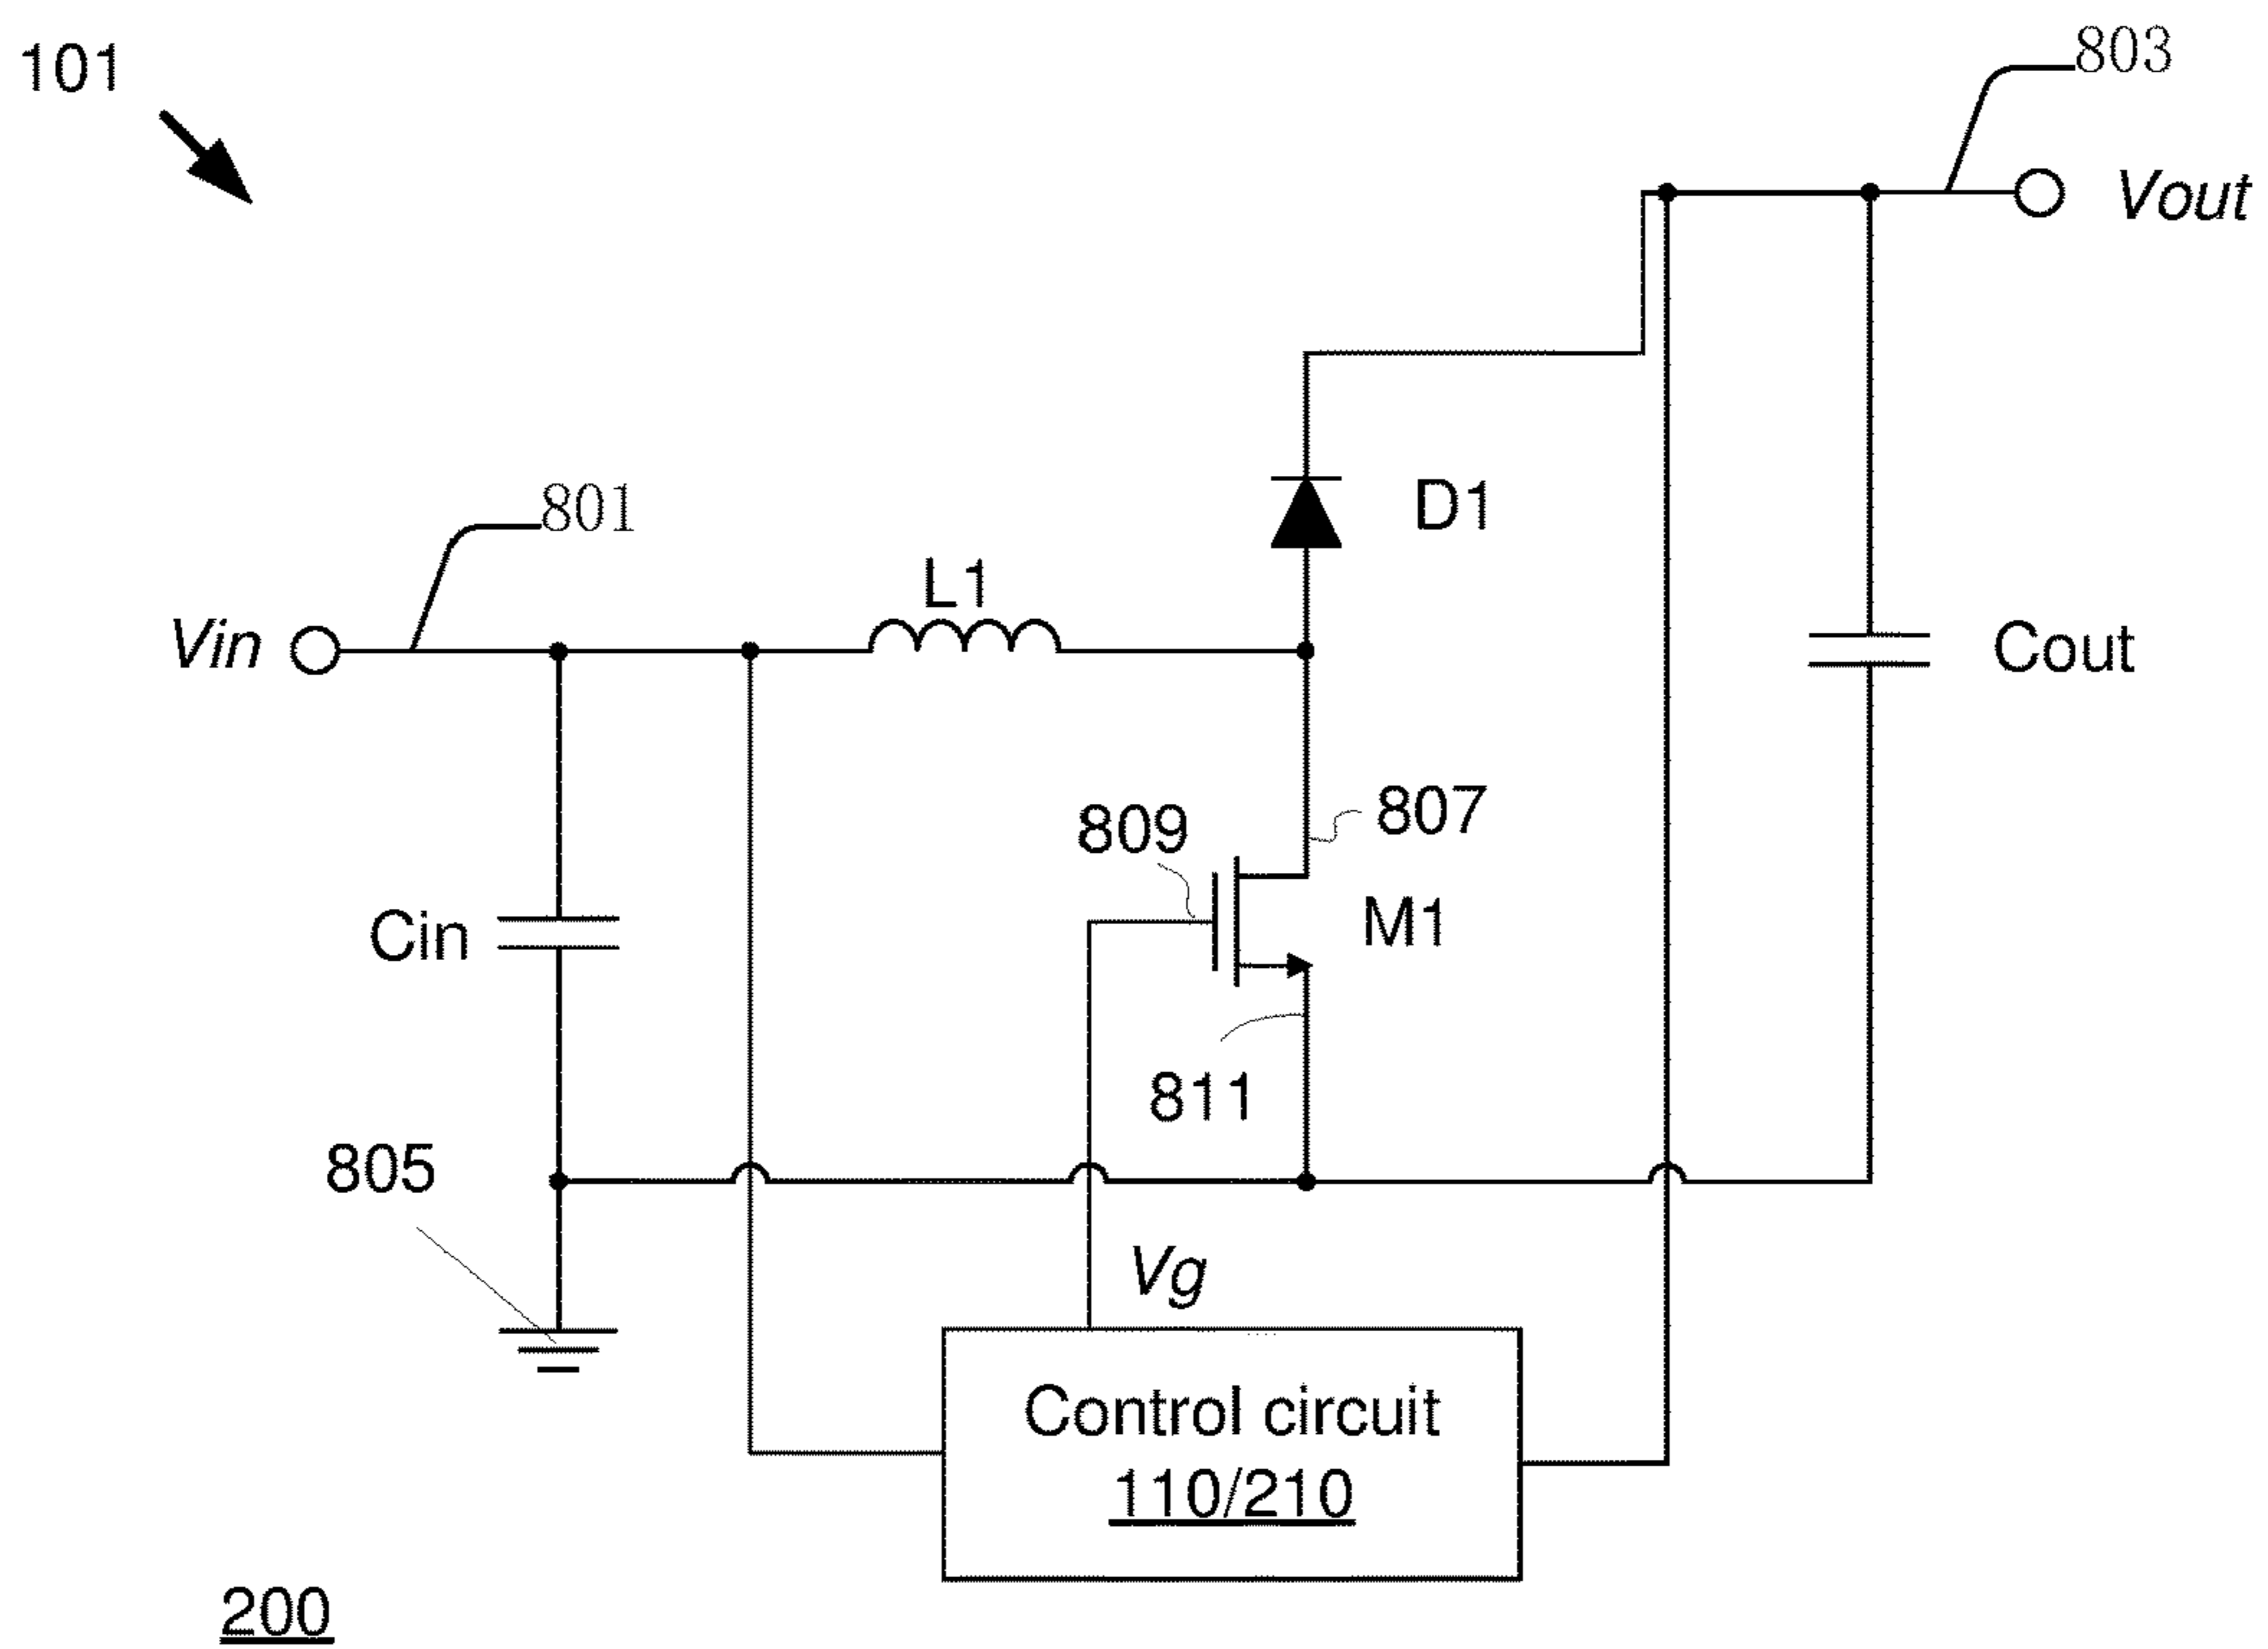 101
803
Vout
801
D1
L1
Vin
Cout
809
807
Cin
M1
811
805
Vg
Control circuit
110/210
200